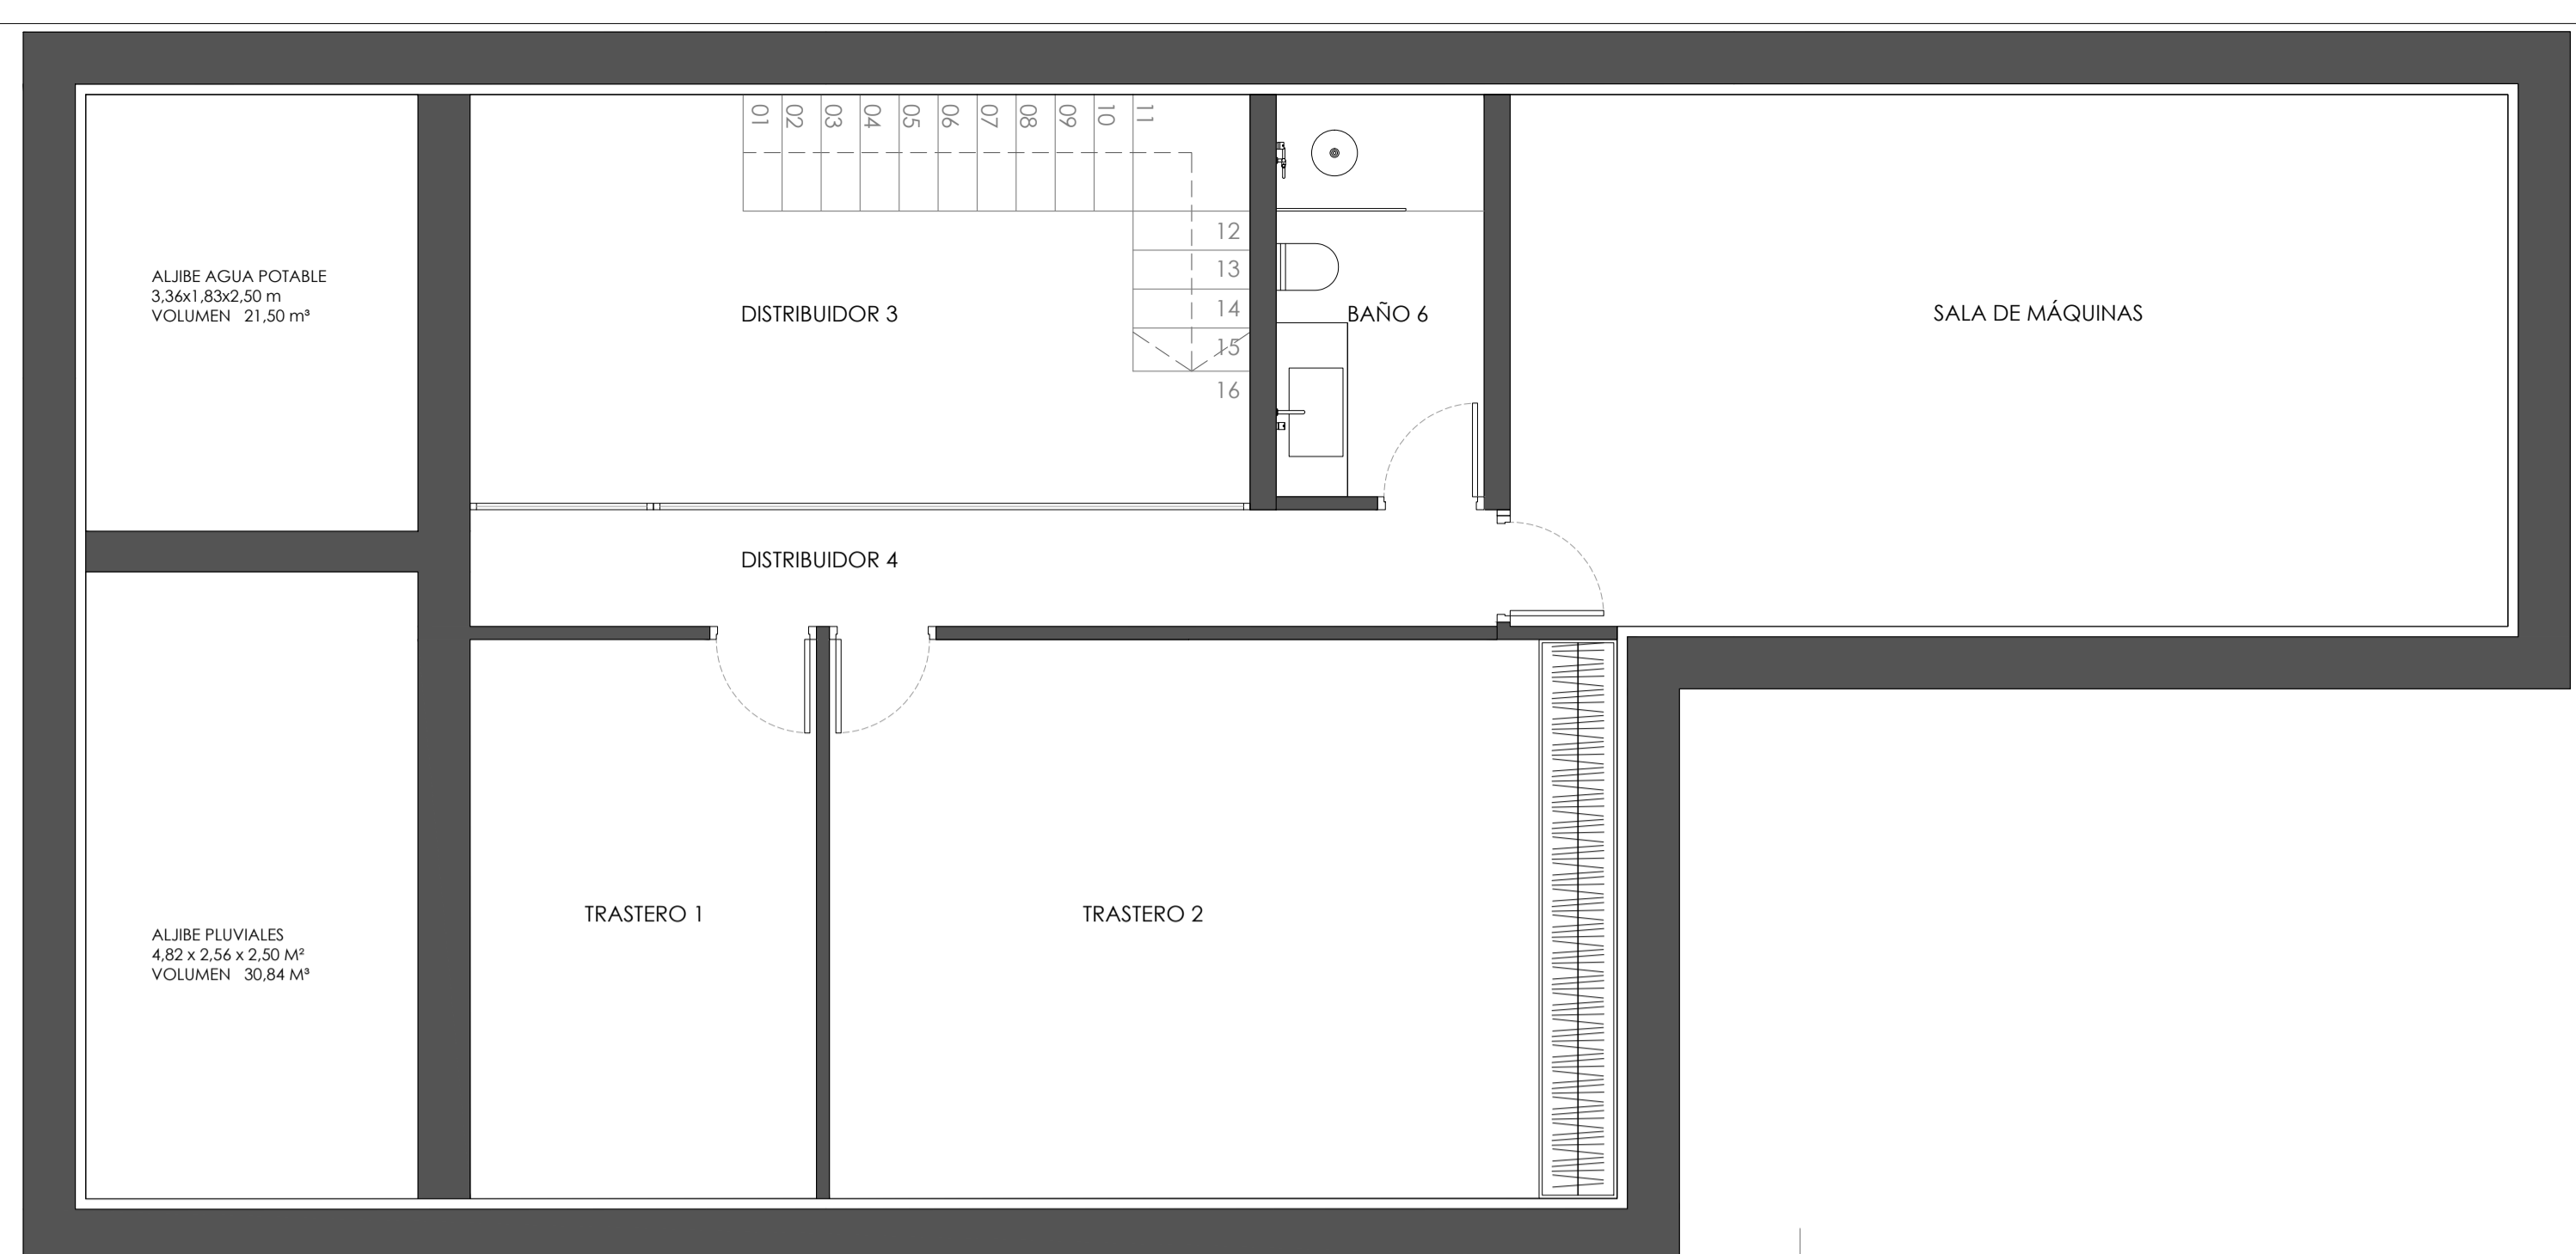 01
02
03
04
05
06
07
08
09
10
11
12
13
14
15
16
ALJIBE AGUA POTABLE
3,36x1,83x2,50 m
VOLUMEN 21,50 m³
DISTRIBUIDOR 3
BAÑO 6
SALA DE MÁQUINAS
DISTRIBUIDOR 4
TRASTERO 1
TRASTERO 2
ALJIBE PLUVIALES
4,82 x 2,56 x 2,50 M²
VOLUMEN 30,84 M³